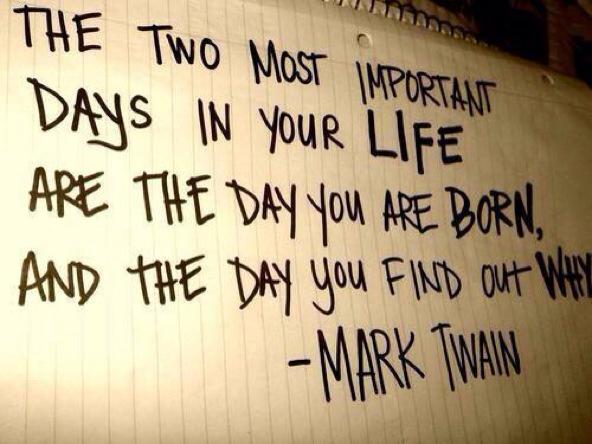 THE TWO MOST IMPORTANT
DAYS IN YOUR LIFE
ARE THE DAY YOU ARE BORN,
AND THE DAY YOU FIND OUT WHY
-MARK TWAIN